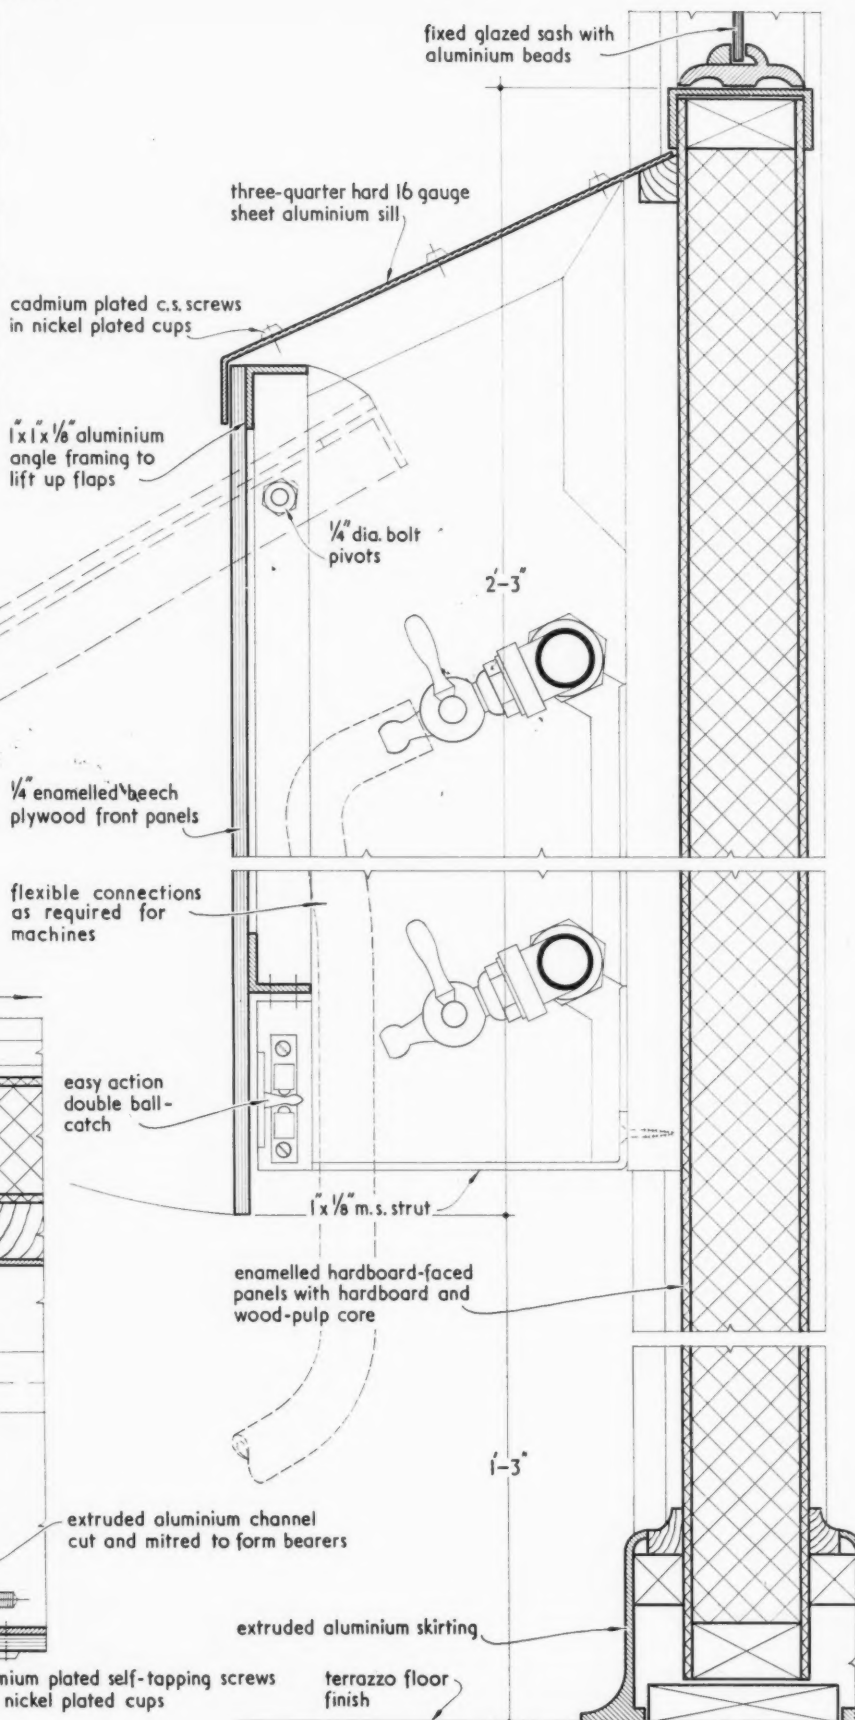 fixed glazed sash with
aluminium beads
three-quarter hard 16 gauge
sheet aluminium sill
cadmium plated c.s. screws
in nickel plated cups
1" x 1" x 1/8" aluminium
angle framing to
lift up flaps
1/4" dia. bolt
pivots
2'-3"
1/4" enamelled beech
plywood front panels
flexible connections
as required for
machines
easy action
double ball-
catch
1" x 1/8" m.s. strut
enamelled hardboard-faced
panels with hardboard and
wood-pulp core
1'-3"
extruded aluminium channel
cut and mitred to form bearers
extruded aluminium skirting
mium plated self-tapping screws
nickel plated cups
terrazzo floor
finish